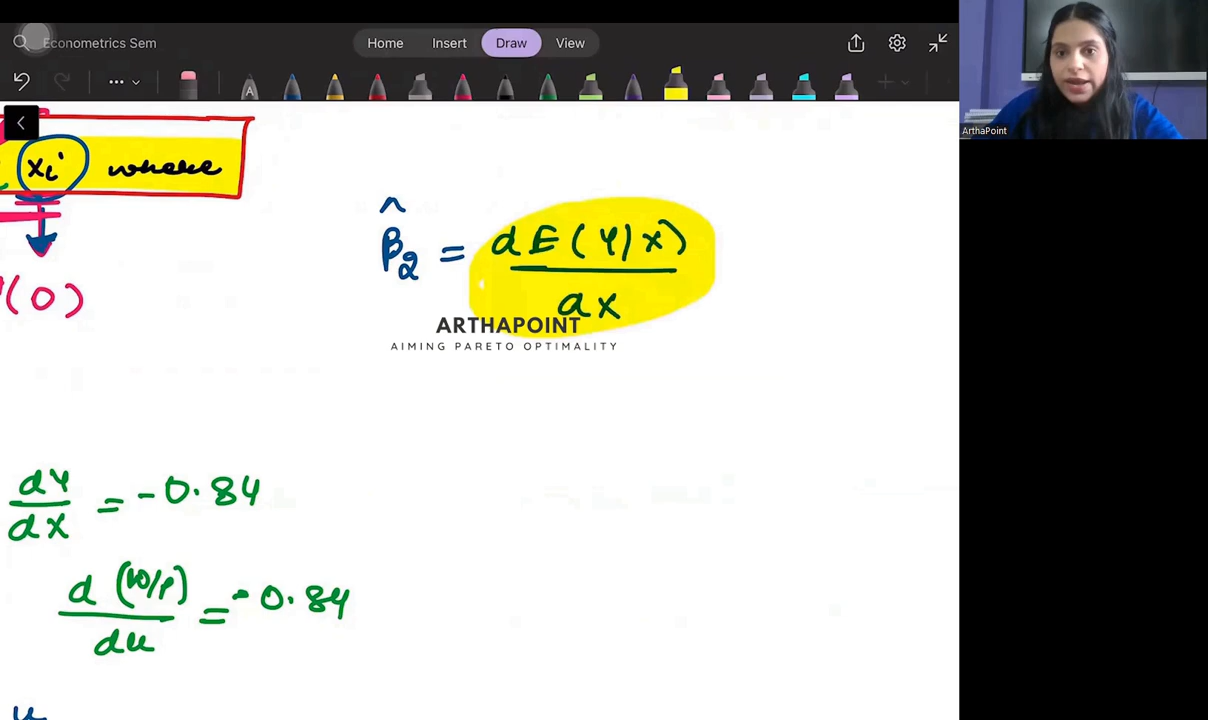 Econometrics Sem
Home Insert Draw View
A
ArthaPoint
xi' where
(0)
β̂2 = dE(Y|X)
dX
ARTHAPOINT
AIMING PARETO OPTIMALITY
dY
dX = -0.84
d (W/P)
du = -0.84
u